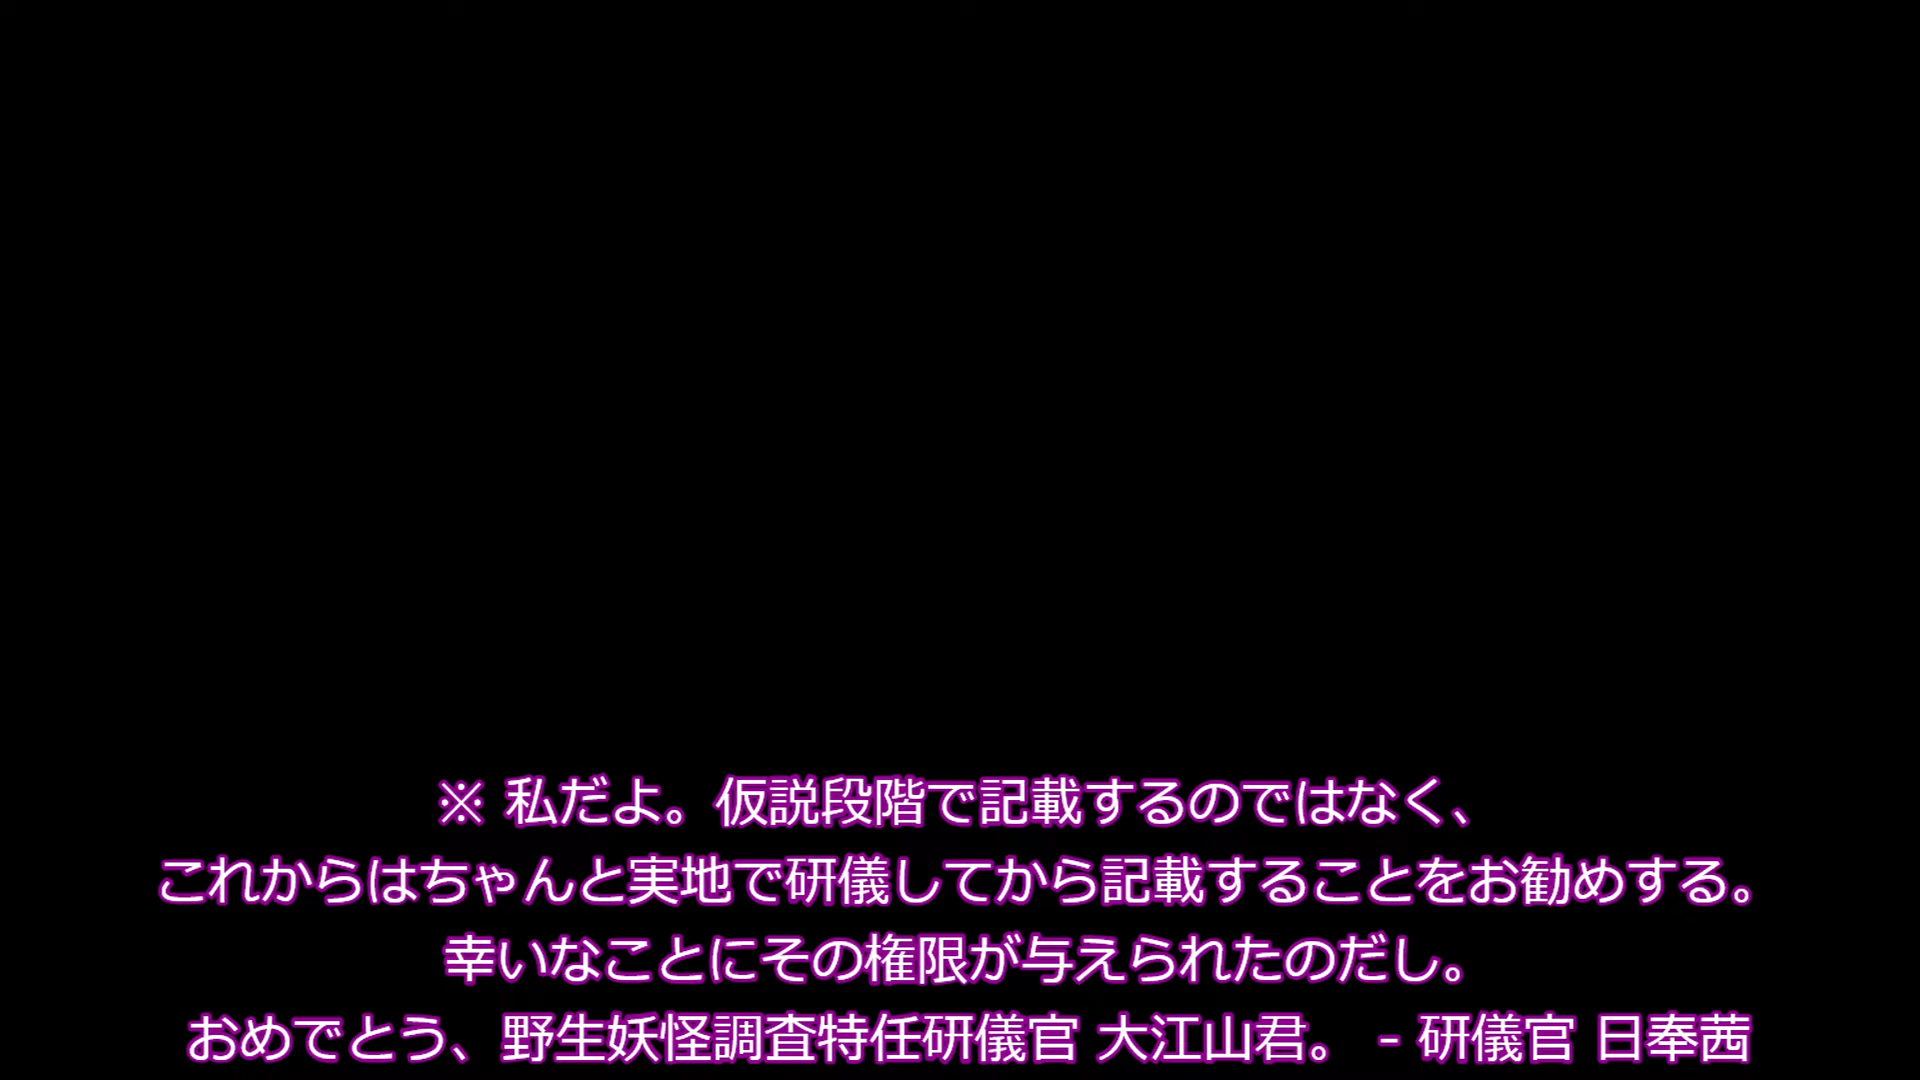 ※ 私だよ。仮説段階で記載するのではなく、
これからはちゃんと実地で研儀してから記載することをお勧めする。
幸いなことにその権限が与えられたのだし。
おめでとう、野生妖怪調査特任研儀官 大江山君。 - 研儀官 日奉茜